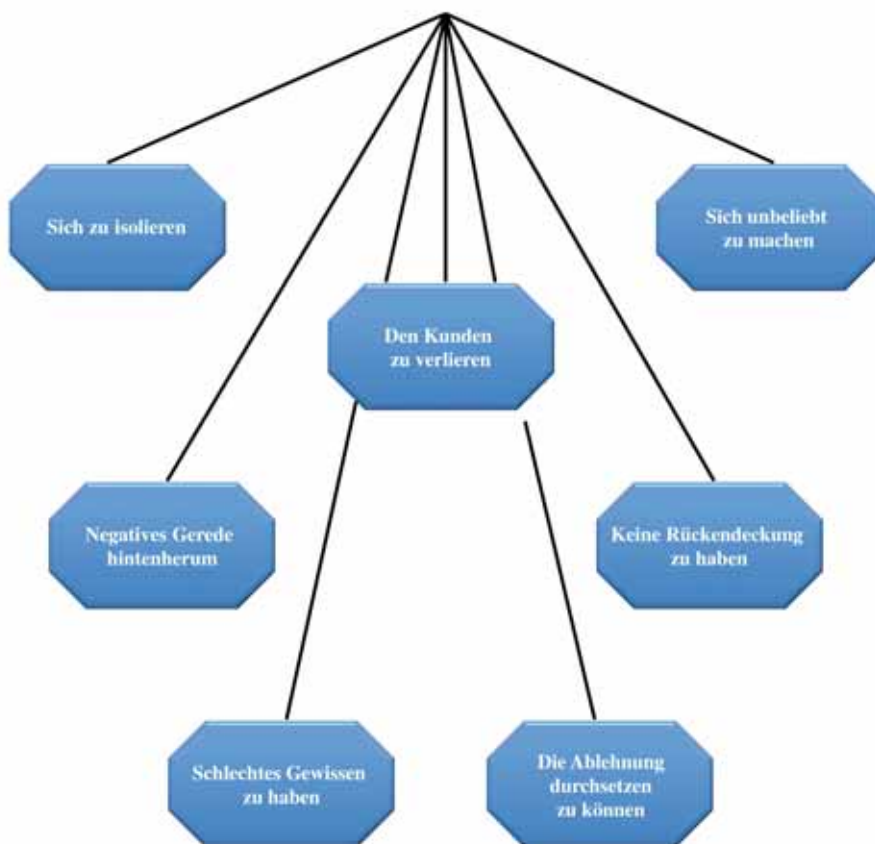 Sich zu isolieren
Sich unbeliebt
zu machen
Den Kunden
zu verlieren
Negatives Gerede
hintenherum
Keine Rückendeckung
zu haben
Schlechtes Gewissen
zu haben
Die Ablehnung
durchsetzen
zu können